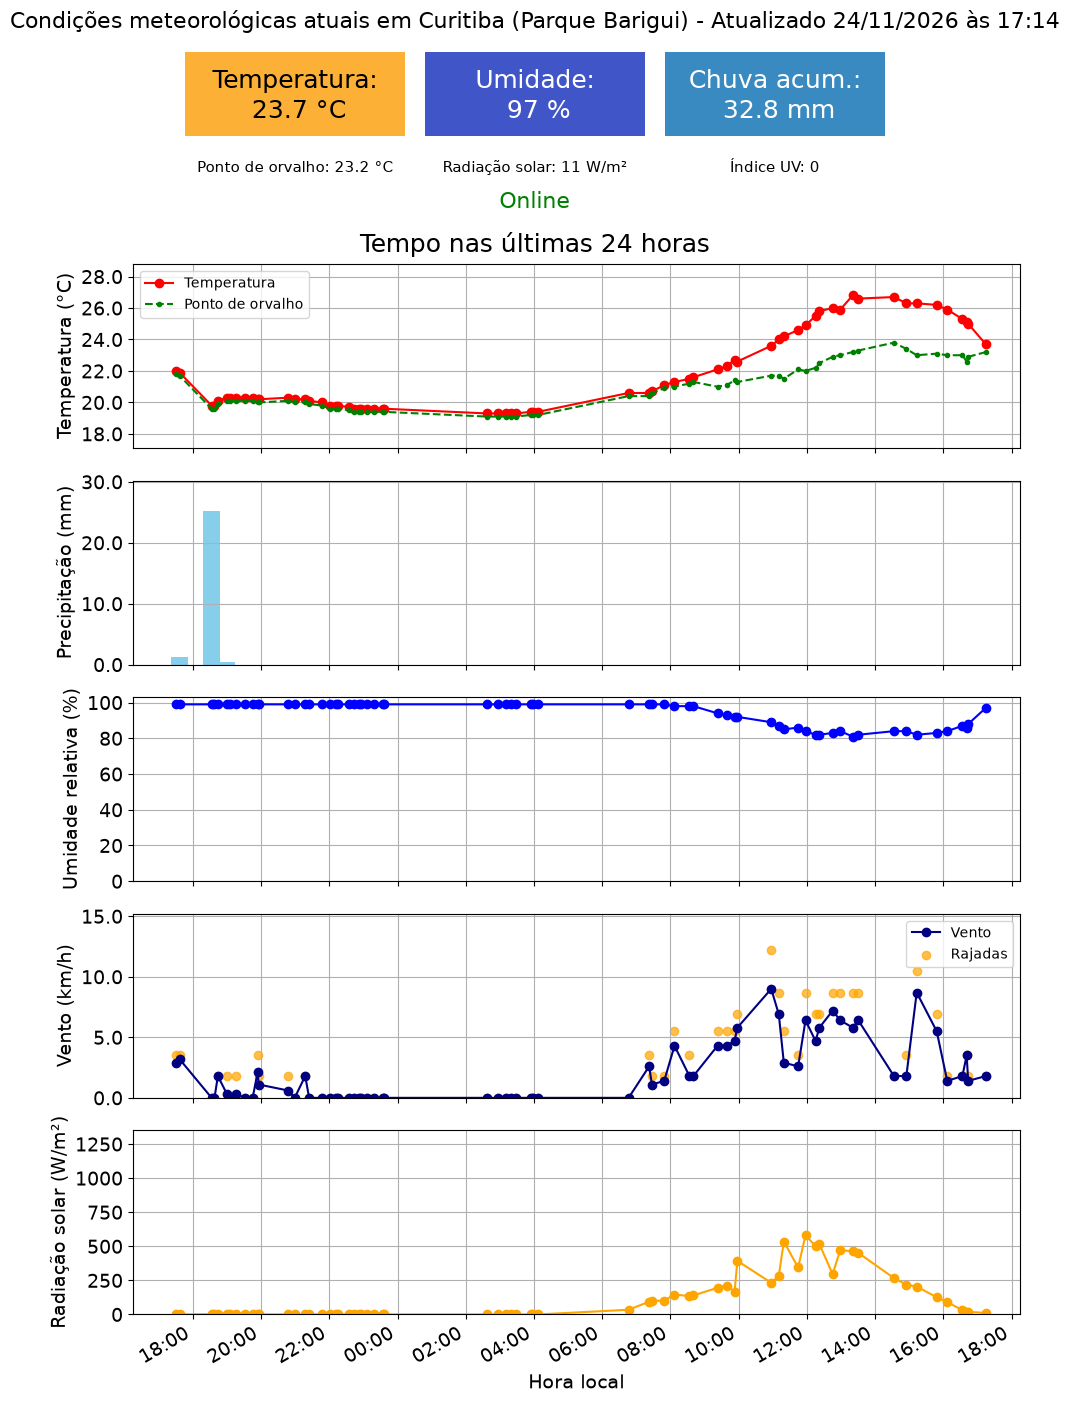 Condições meteorológicas atuais em Curitiba (Parque Barigui) - Atualizado 24/11/2026 às 17:14
Temperatura:
23.7 °C
Umidade:
97 %
Chuva acum.:
32.8 mm
Ponto de orvalho: 23.2 °C
Radiação solar: 11 W/m²
Índice UV: 0
Online
Tempo nas últimas 24 horas
Temperatura (°C)
28.0
26.0
24.0
22.0
20.0
18.0
Temperatura
Ponto de orvalho
Precipitação (mm)
30.0
20.0
10.0
0.0
Umidade relativa (%)
100
80
60
40
20
0
Vento (km/h)
15.0
10.0
5.0
0.0
Vento
Rajadas
Radiação solar (W/m²)
1250
1000
750
500
250
0
18:00
20:00
22:00
00:00
02:00
04:00
06:00
08:00
10:00
12:00
14:00
16:00
18:00
Hora local